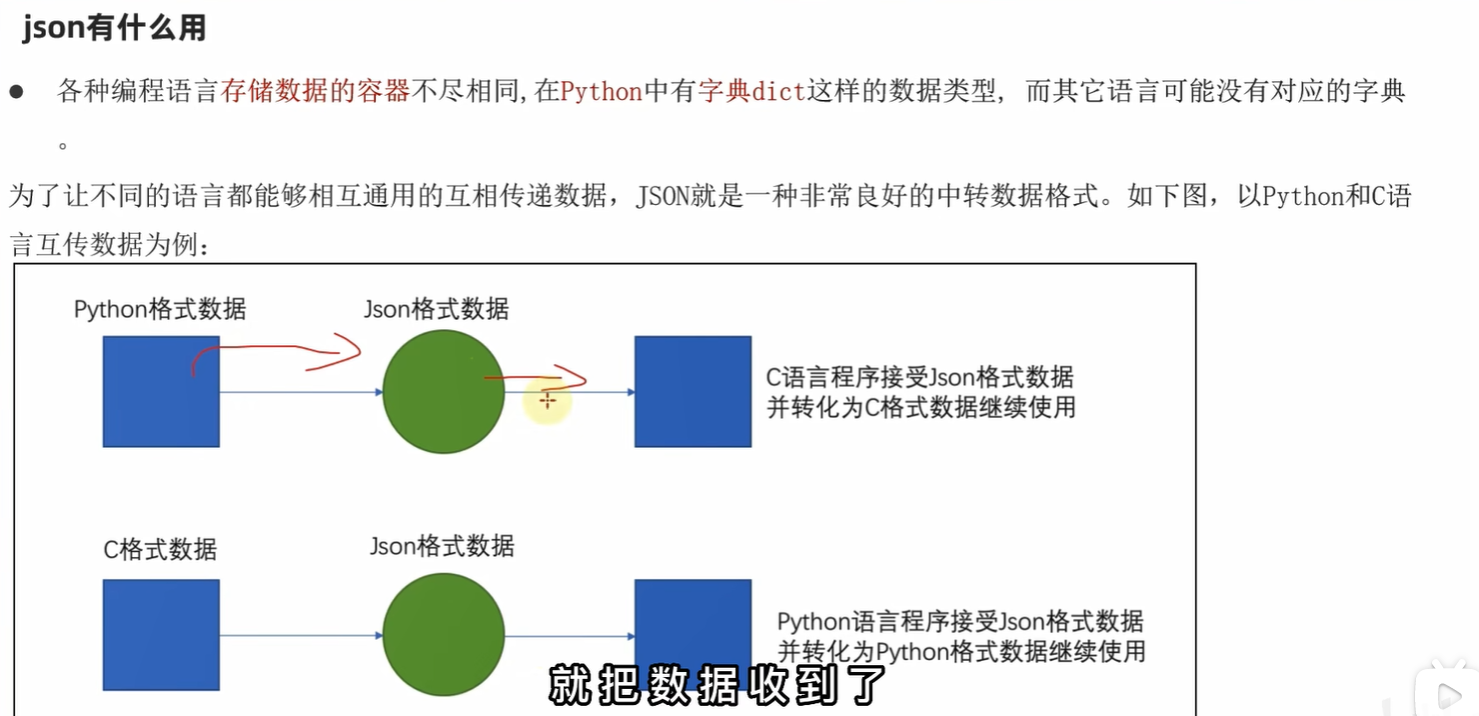 json有什么用
● 各种编程语言存储数据的容器不尽相同,在Python中有字典dict这样的数据类型, 而其它语言可能没有对应的字典
。
为了让不同的语言都能够相互通用的互相传递数据，JSON就是一种非常良好的中转数据格式。如下图，以Python和C语
言互传数据为例：
Python格式数据
Json格式数据
C语言程序接受Json格式数据
并转化为C格式数据继续使用
C格式数据
Json格式数据
Python语言程序接受Json格式数据
并转化为Python格式数据继续使用
就把数据收到了